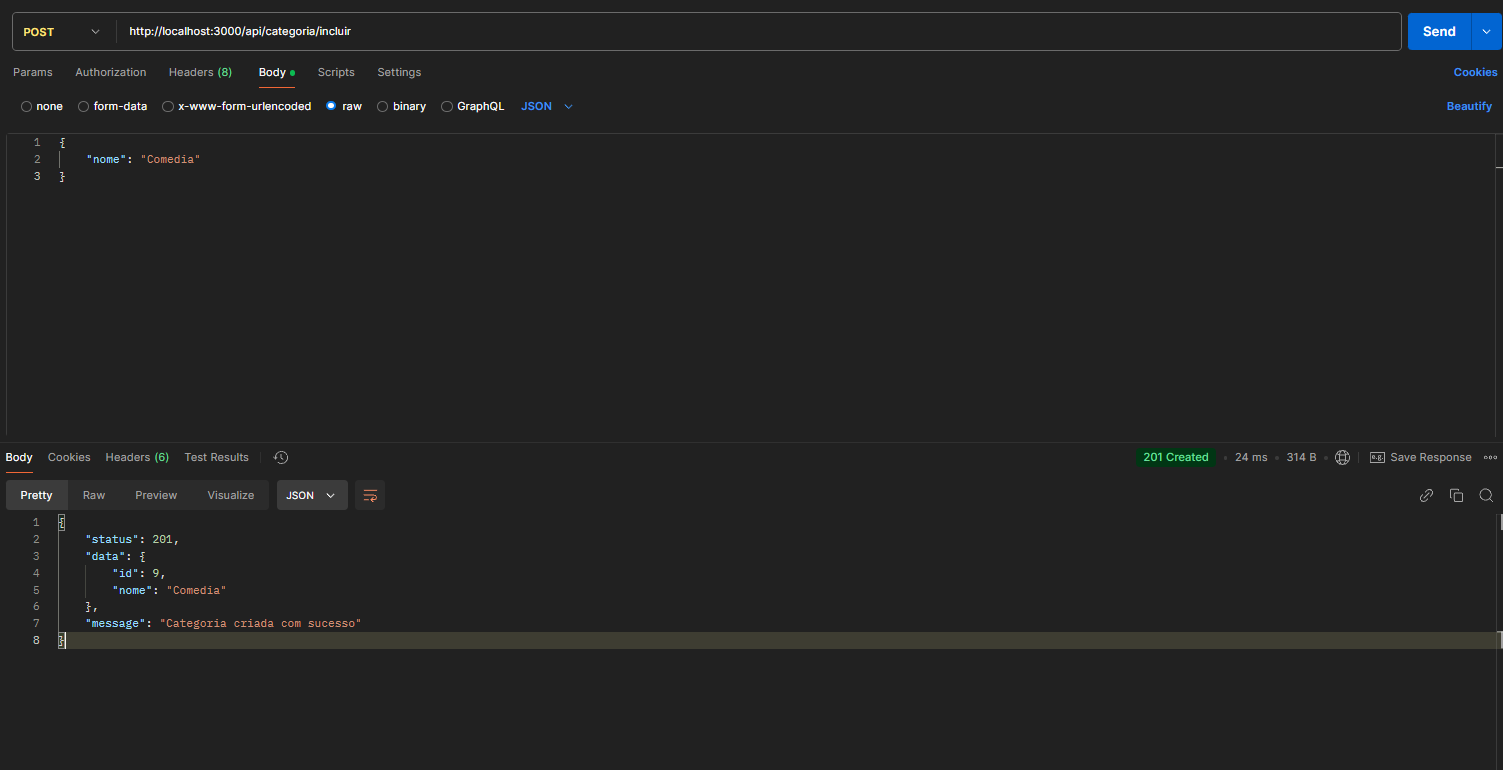 POST http://localhost:3000/api/categoria/incluir Send
Params Authorization Headers (8) Body Scripts Settings Cookies
none form-data x-www-form-urlencoded raw binary GraphQL JSON Beautify
1 {
2 "nome": "Comedia"
3 }
Body Cookies Headers (6) Test Results 201 Created 24 ms 314 B Save Response
Pretty Raw Preview Visualize JSON
1 {
2 "status": 201,
3 "data": {
4 "id": 9,
5 "nome": "Comedia"
6 },
7 "message": "Categoria criada com sucesso"
8 }